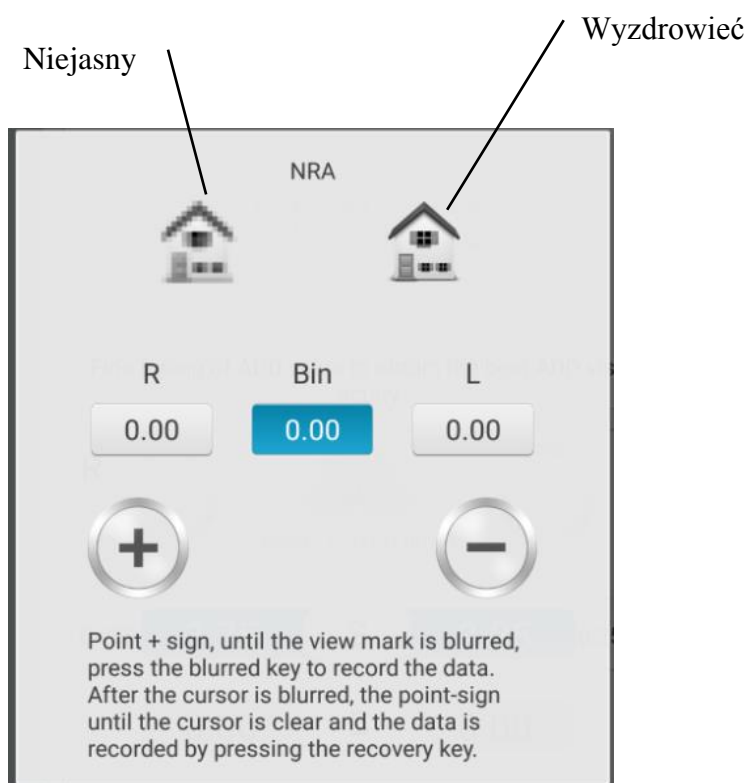 Niejasny
Wyzdrowieć
NRA
R Bin L
0.00 0.00 0.00
+ −
Point + sign, until the view mark is blurred,
press the blurred key to record the data.
After the cursor is blurred, the point-sign
until the cursor is clear and the data is
recorded by pressing the recovery key.